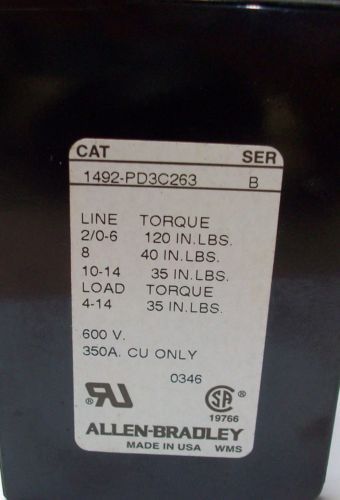 CAT SER
1492-PD3C263 B
LINE TORQUE
2/0-6 120 IN.LBS.
8 40 IN.LBS.
10-14 35 IN.LBS.
LOAD TORQUE
4-14 35 IN.LBS.
600 V.
350A. CU ONLY
0346
RU ® SA ®
19766
ALLEN-BRADLEY
MADE IN USA WMS